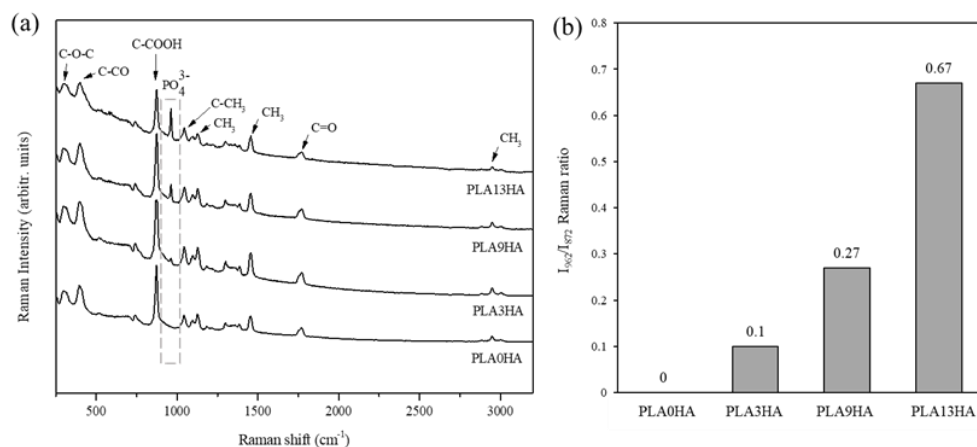 (a)
C-O-C
C-CO
C-COOH
PO₄³⁻
C-CH₃
CH₃
CH₃
C=O
CH₃
PLA13HA
PLA9HA
PLA3HA
PLA0HA
Raman Intensity (arbitr. units)
500
1000
1500
2000
2500
3000
Raman shift (cm⁻¹)
(b)
I₉₆₂/I₈₇₂ Raman ratio
0.8
0.7
0.6
0.5
0.4
0.3
0.2
0.1
0
0
0.1
0.27
0.67
PLA0HA
PLA3HA
PLA9HA
PLA13HA